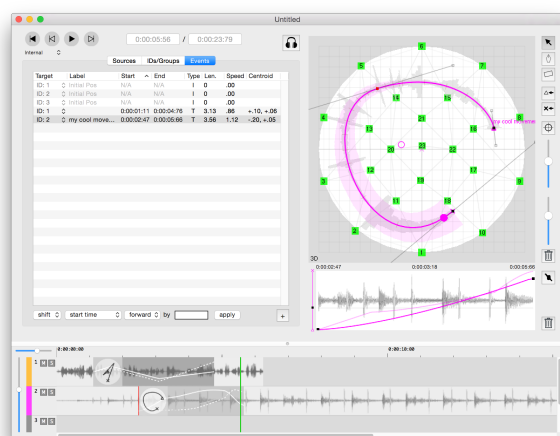 Untitled
0:00:05:56 / 0:00:23:79
Internal
Sources IDs/Groups Events
Target Label Start End Type Len. Speed Centroid
ID: 1 Initial Pos N/A N/A I 0 .00
ID: 2 Initial Pos N/A N/A I 0 .00
ID: 3 Initial Pos N/A N/A I 0 .00
ID: 1 0:00:01:11 0:00:04:76 T 3.13 .86 +.10, +.06
ID: 2 my cool move... 0:00:02:47 0:00:05:66 T 3.56 1.12 -.20, +.05
shift start time forward by apply +
6
5 7
14 15
4 21 8
13 16 my cool moveme
20 23 22
3 9
12 19 17
11 18
2 10
1
3D
0:00:02:47 0:00:03:18 0:00:05:66
0:00:00:00 0:00:10:00
1 M S
2 M S
3 M S